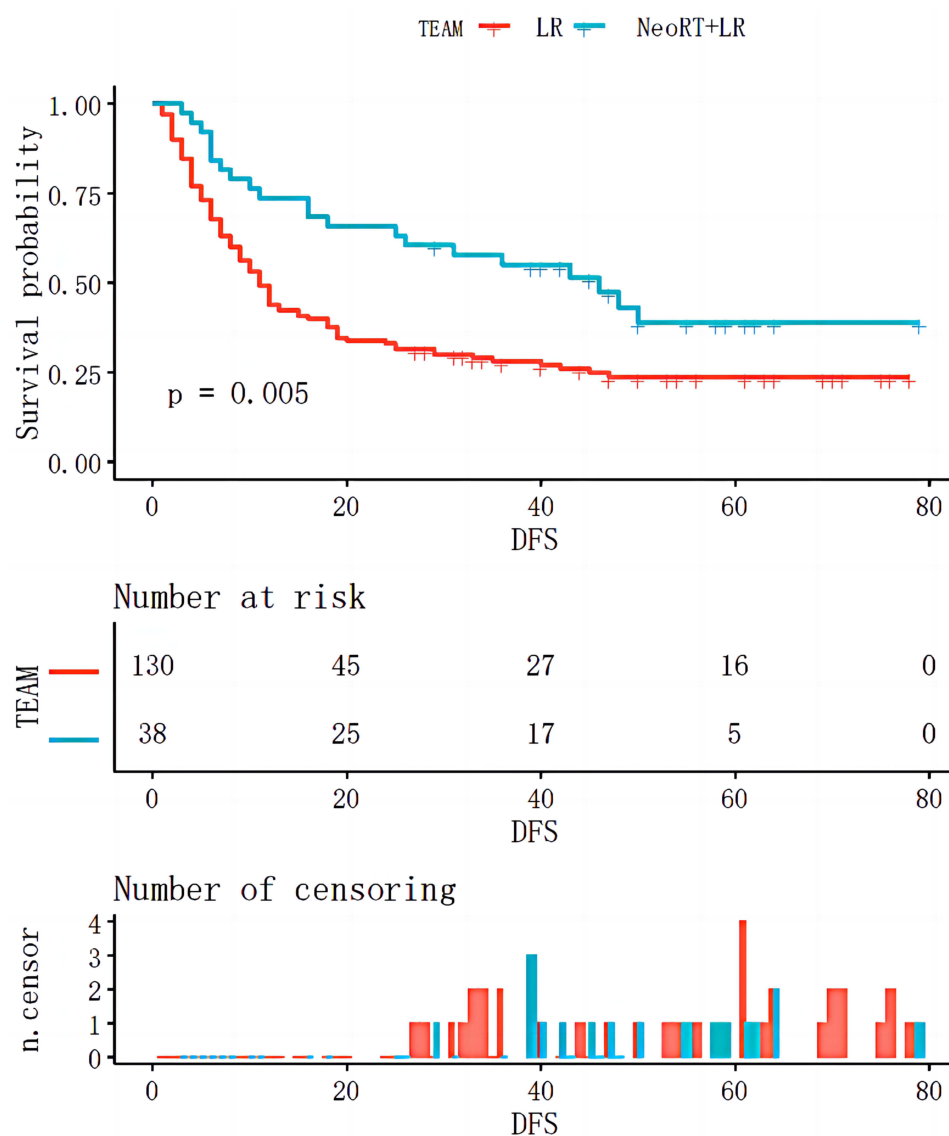 TEAM LR NeoRT+LR
Survival probability
1.00
0.75
0.50
0.25
0.00
p = 0.005
0 20 40 60 80
DFS
Number at risk
TEAM
130 45 27 16 0
38 25 17 5 0
0 20 40 60 80
DFS
Number of censoring
n.censor
4
3
2
1
0
0 20 40 60 80
DFS